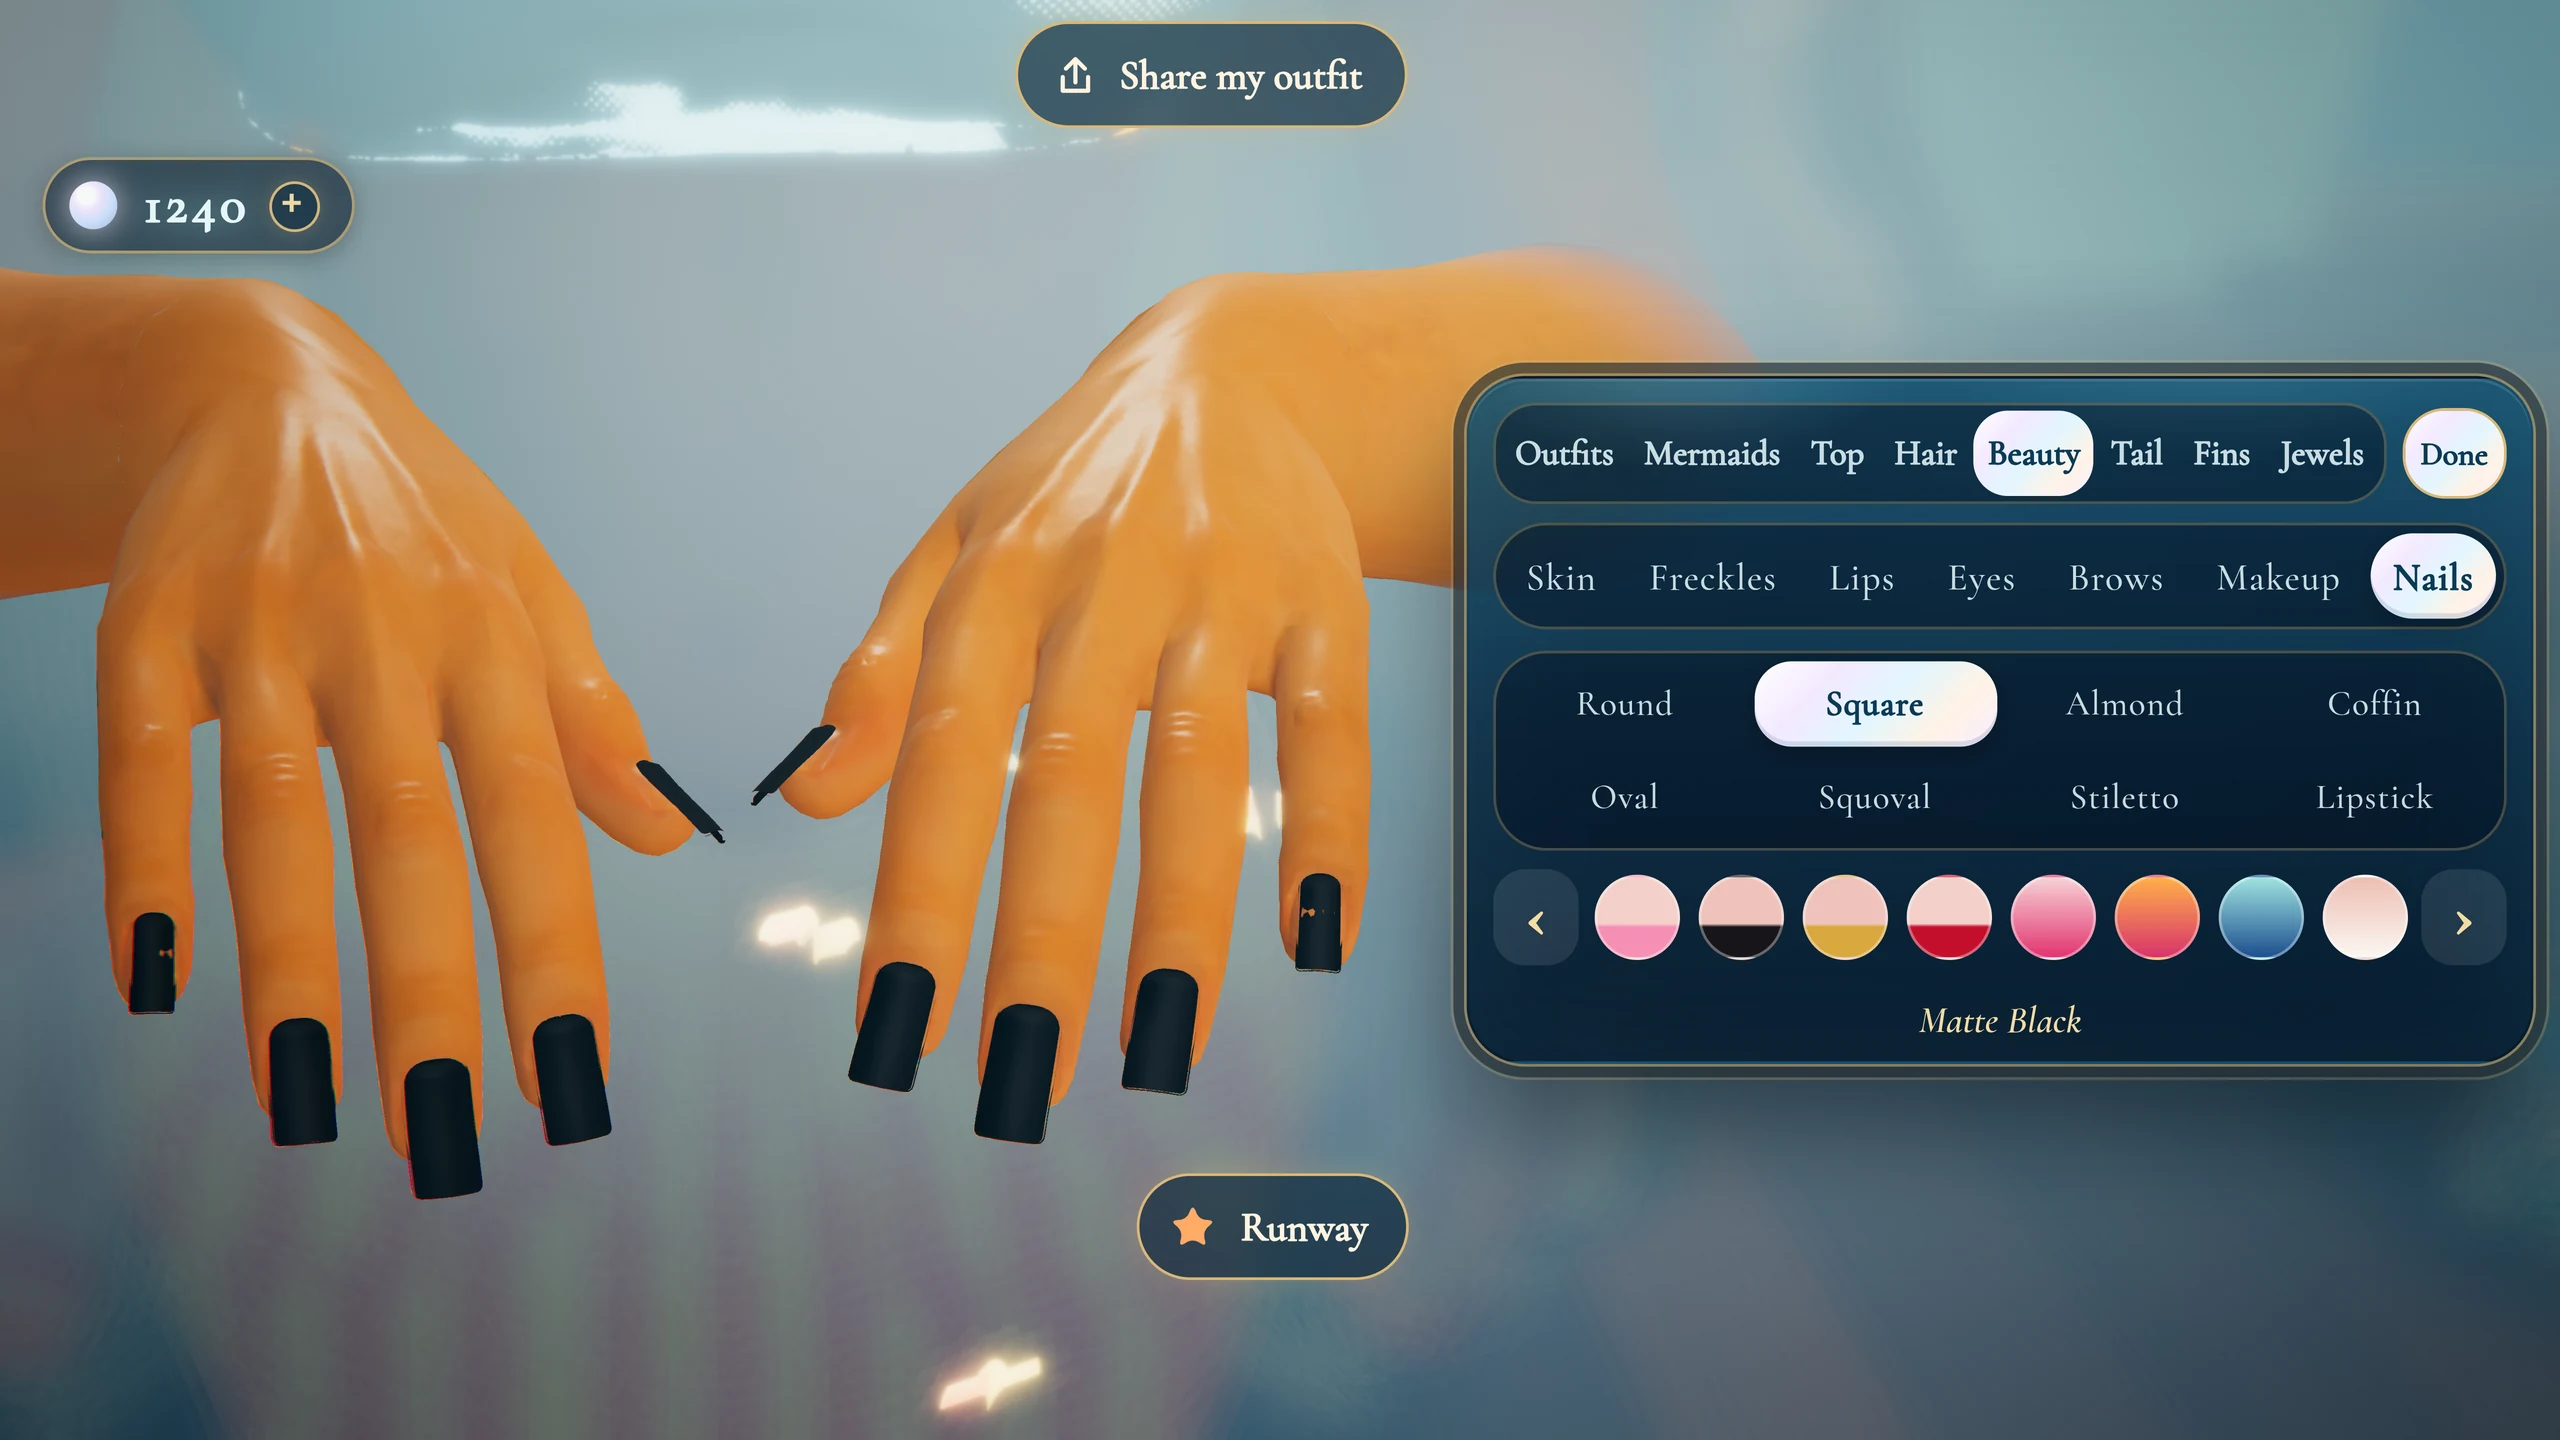 Share my outfit
1240 +
Outfits Mermaids Top Hair Beauty Tail Fins Jewels Done
Skin Freckles Lips Eyes Brows Makeup Nails
Round Square Almond Coffin
Oval Squoval Stiletto Lipstick
‹ ›
Matte Black
Runway